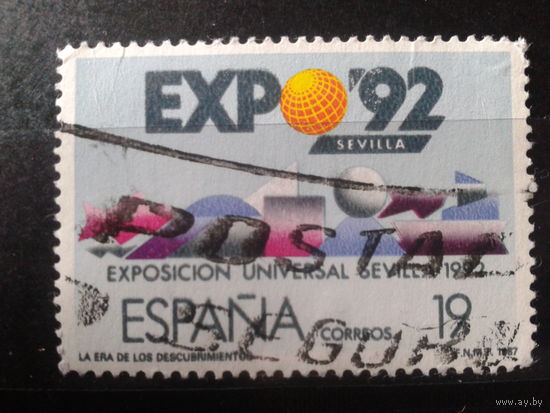 EXPO '92
SEVILLA
POSTAL
EXPOSICION UNIVERSAL SEVILLA 1992
ESPAÑA CORREOS 19
LA ERA DE LOS DESCUBRIMIENTOS F.N.M.T. 1987
www.ay.by